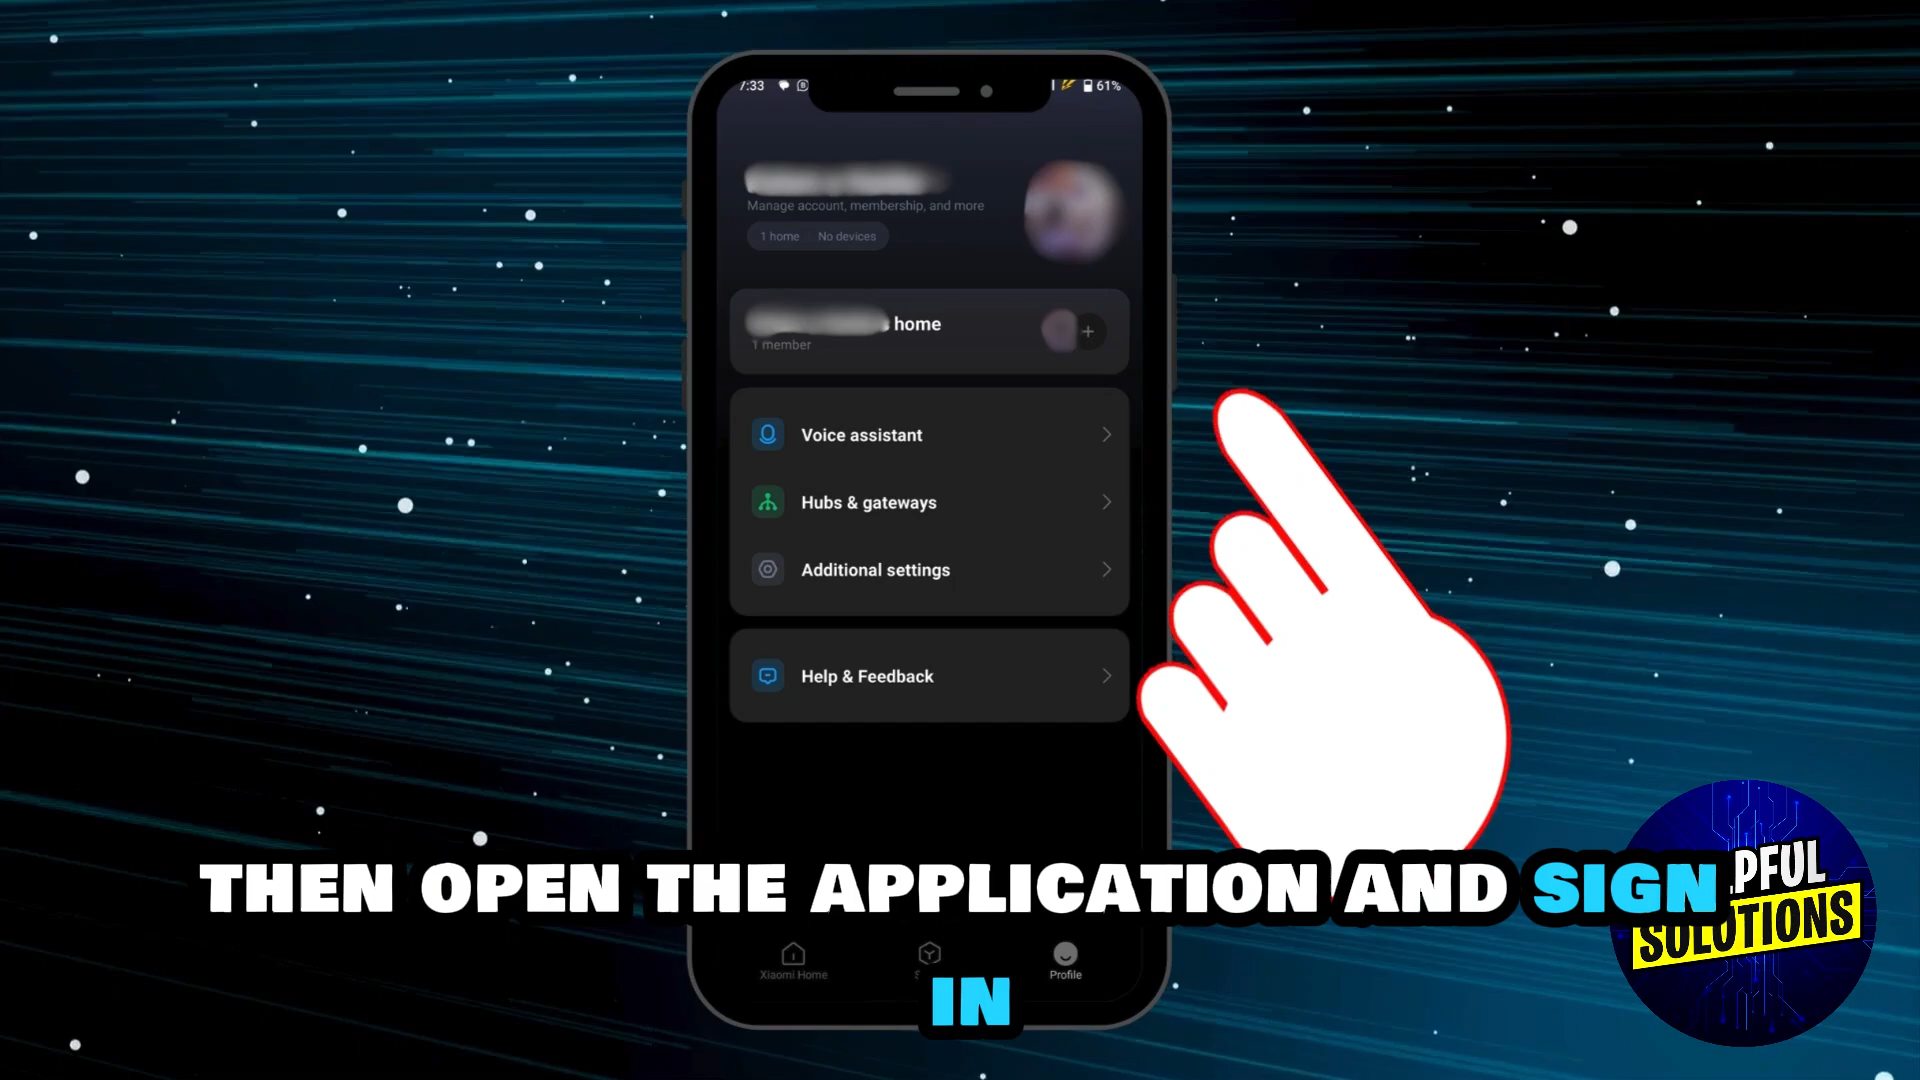 7:33
61%
Manage account, membership, and more
1 home
No devices
home
1 member
Voice assistant
Hubs & gateways
Additional settings
Help & Feedback
THEN OPEN THE APPLICATION AND SIGN
IN
PFUL
SOLUTIONS
Xiaomi Home
Profile